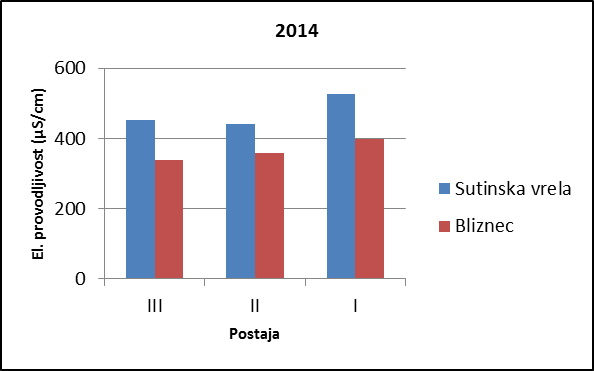 2014
El. provodljivost (µS/cm)
600
400
200
0
III II I
Postaja
Sutinska vrela
Bliznec